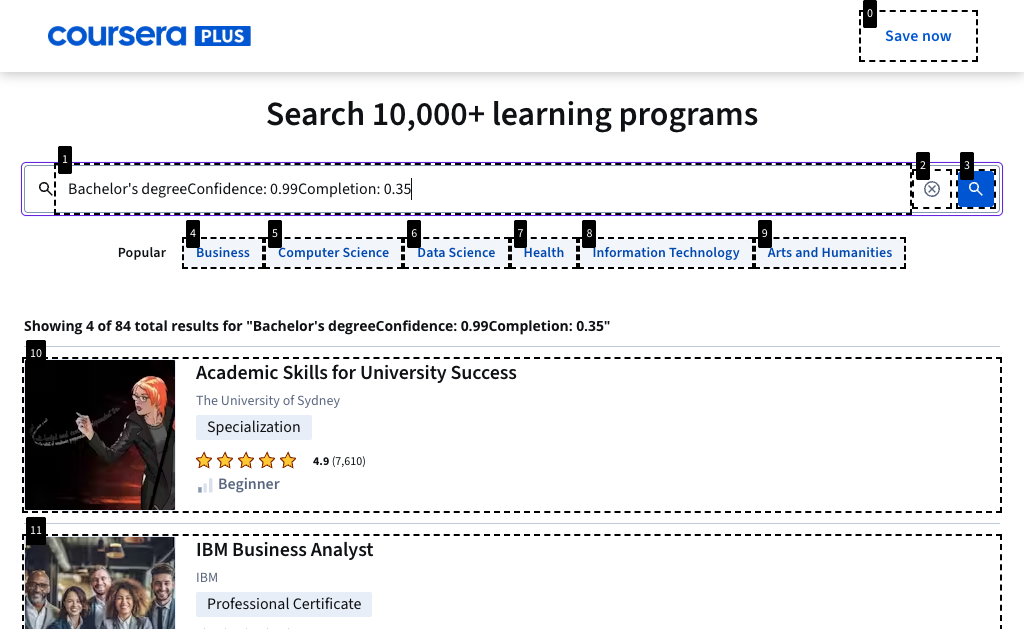 coursera PLUS
0
Save now
Search 10,000+ learning programs
1
2
3
Bachelor's degreeConfidence: 0.99Completion: 0.35
4
5
6
7
8
9
Popular
Business
Computer Science
Data Science
Health
Information Technology
Arts and Humanities
Showing 4 of 84 total results for "Bachelor's degreeConfidence: 0.99Completion: 0.35"
10
Academic Skills for University Success
The University of Sydney
Specialization
4.9 (7,610)
Beginner
11
IBM Business Analyst
IBM
Professional Certificate